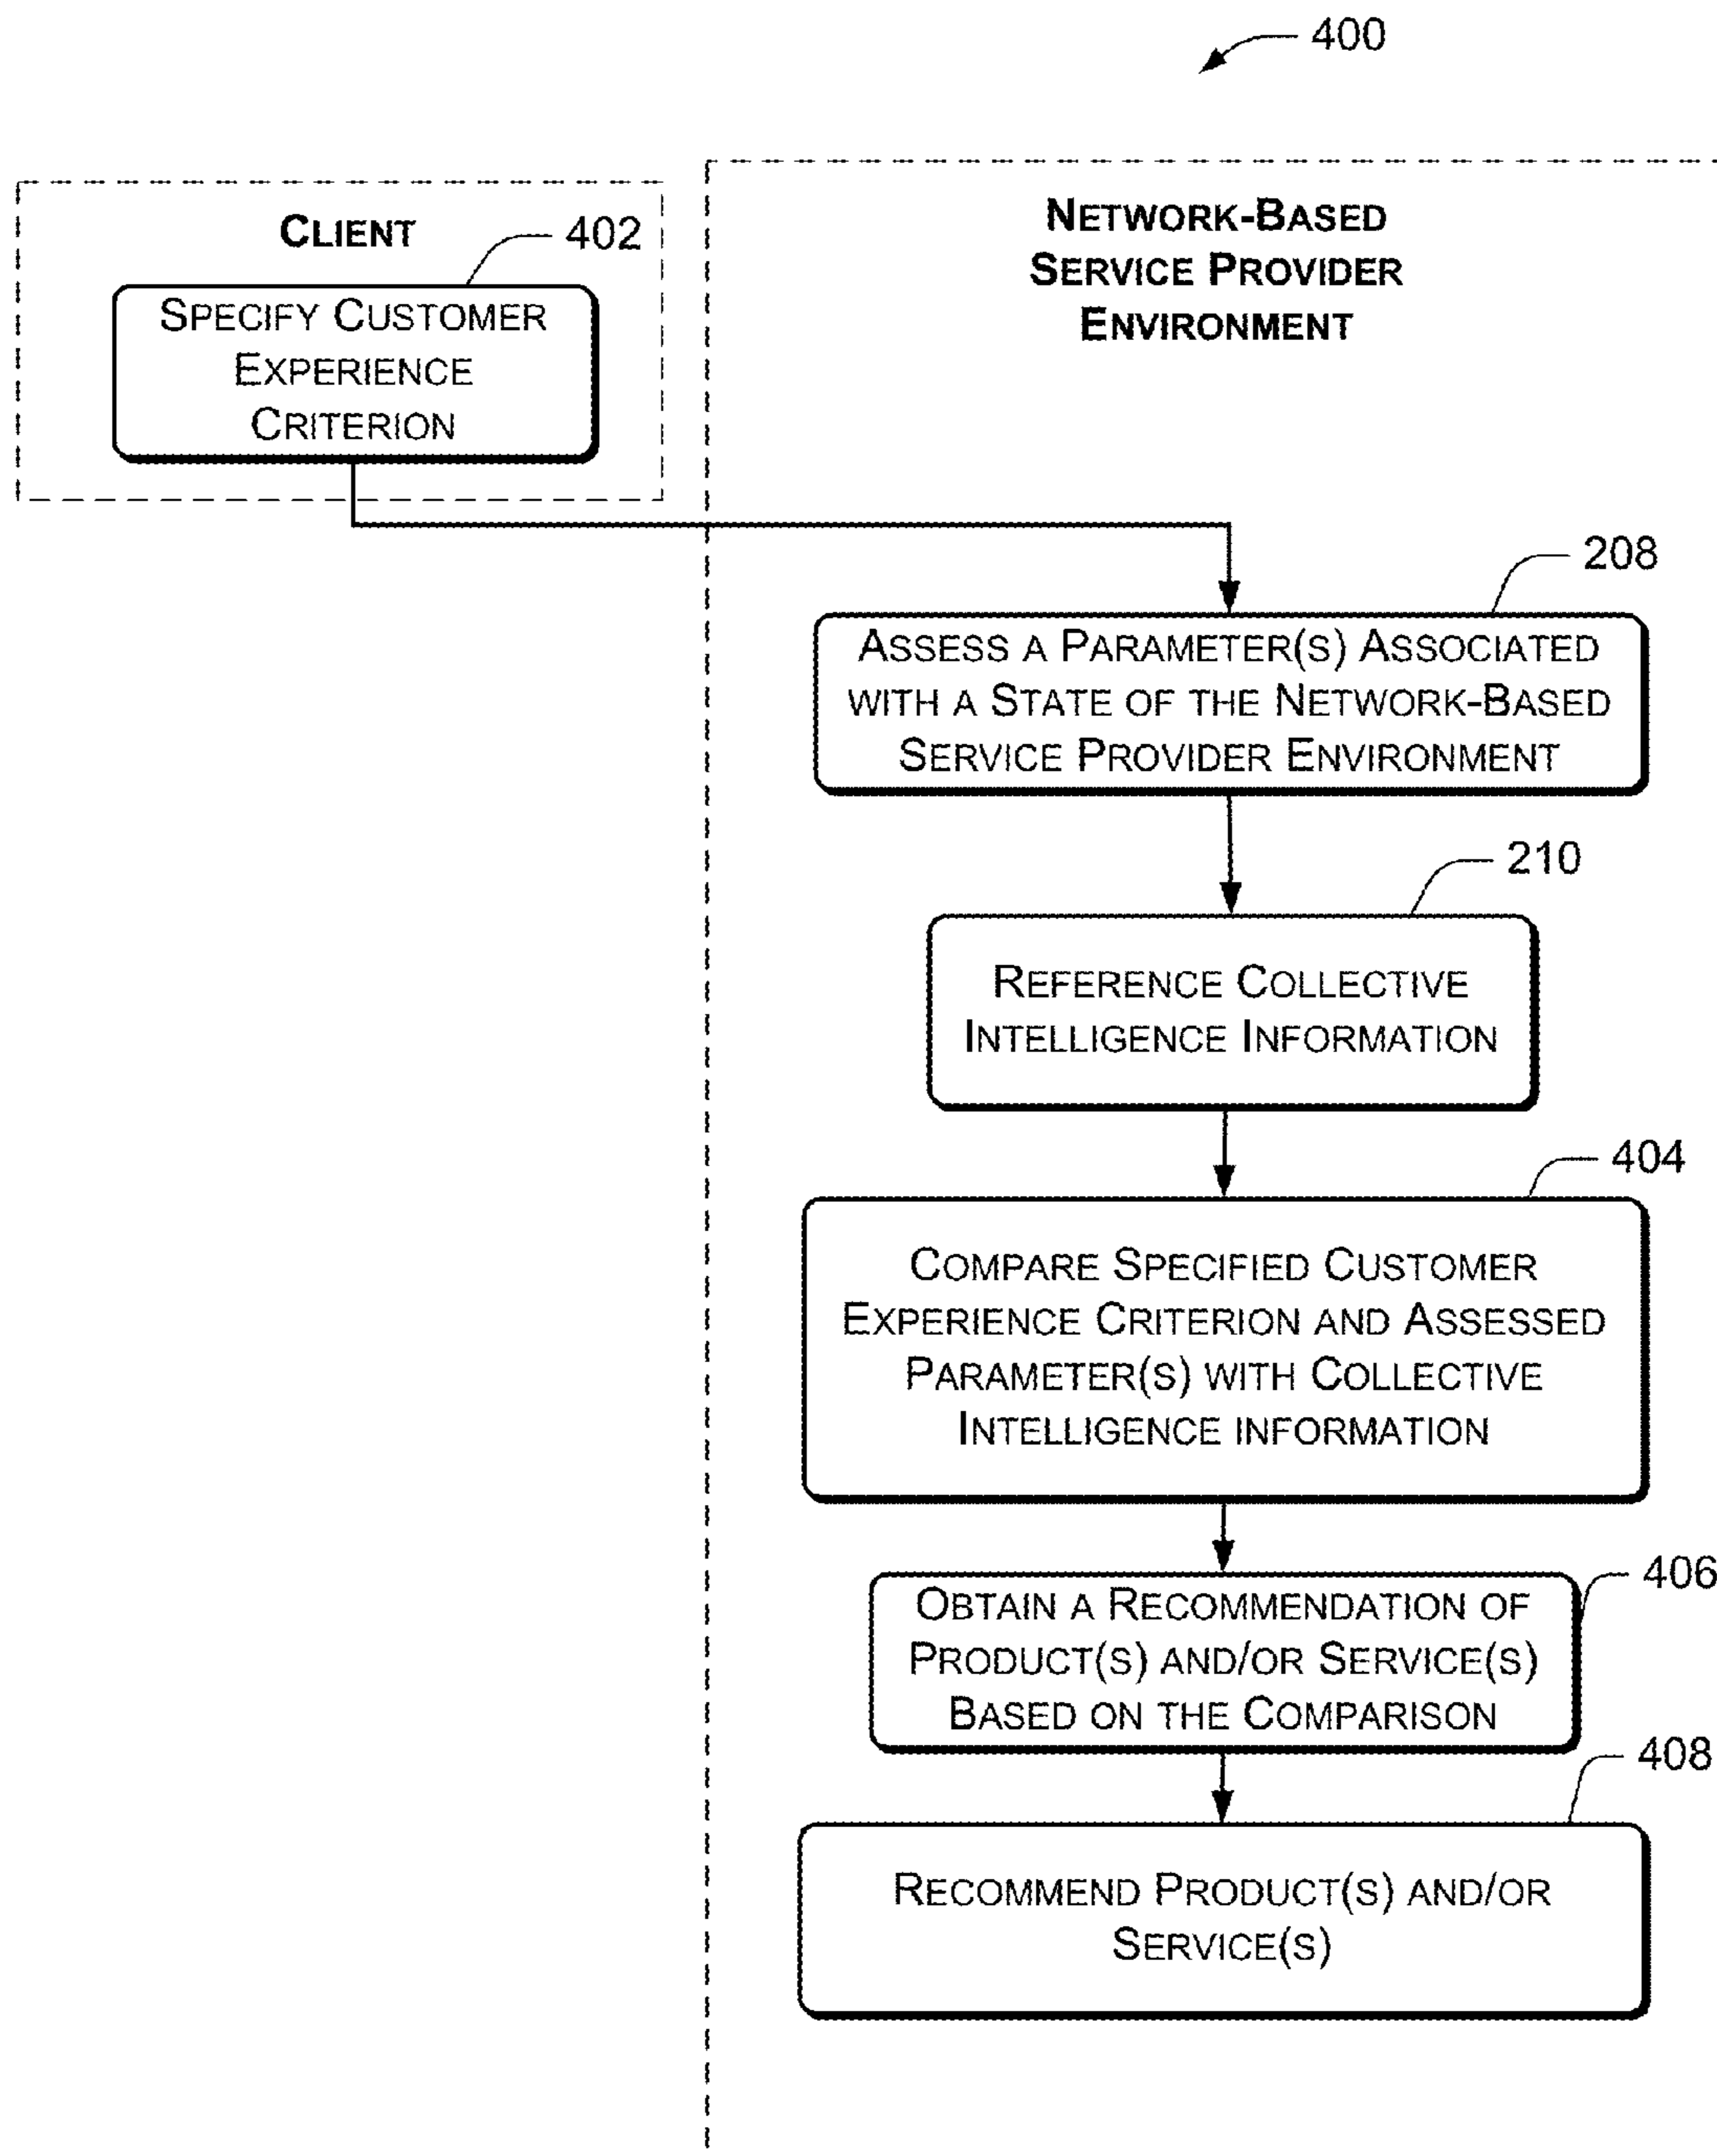 400
CLIENT
402
SPECIFY CUSTOMER
EXPERIENCE
CRITERION
NETWORK-BASED
SERVICE PROVIDER
ENVIRONMENT
208
ASSESS A PARAMETER(S) ASSOCIATED
WITH A STATE OF THE NETWORK-BASED
SERVICE PROVIDER ENVIRONMENT
210
REFERENCE COLLECTIVE
INTELLIGENCE INFORMATION
404
COMPARE SPECIFIED CUSTOMER
EXPERIENCE CRITERION AND ASSESSED
PARAMETER(S) WITH COLLECTIVE
INTELLIGENCE INFORMATION
406
OBTAIN A RECOMMENDATION OF
PRODUCT(S) AND/OR SERVICE(S)
BASED ON THE COMPARISON
408
RECOMMEND PRODUCT(S) AND/OR
SERVICE(S)